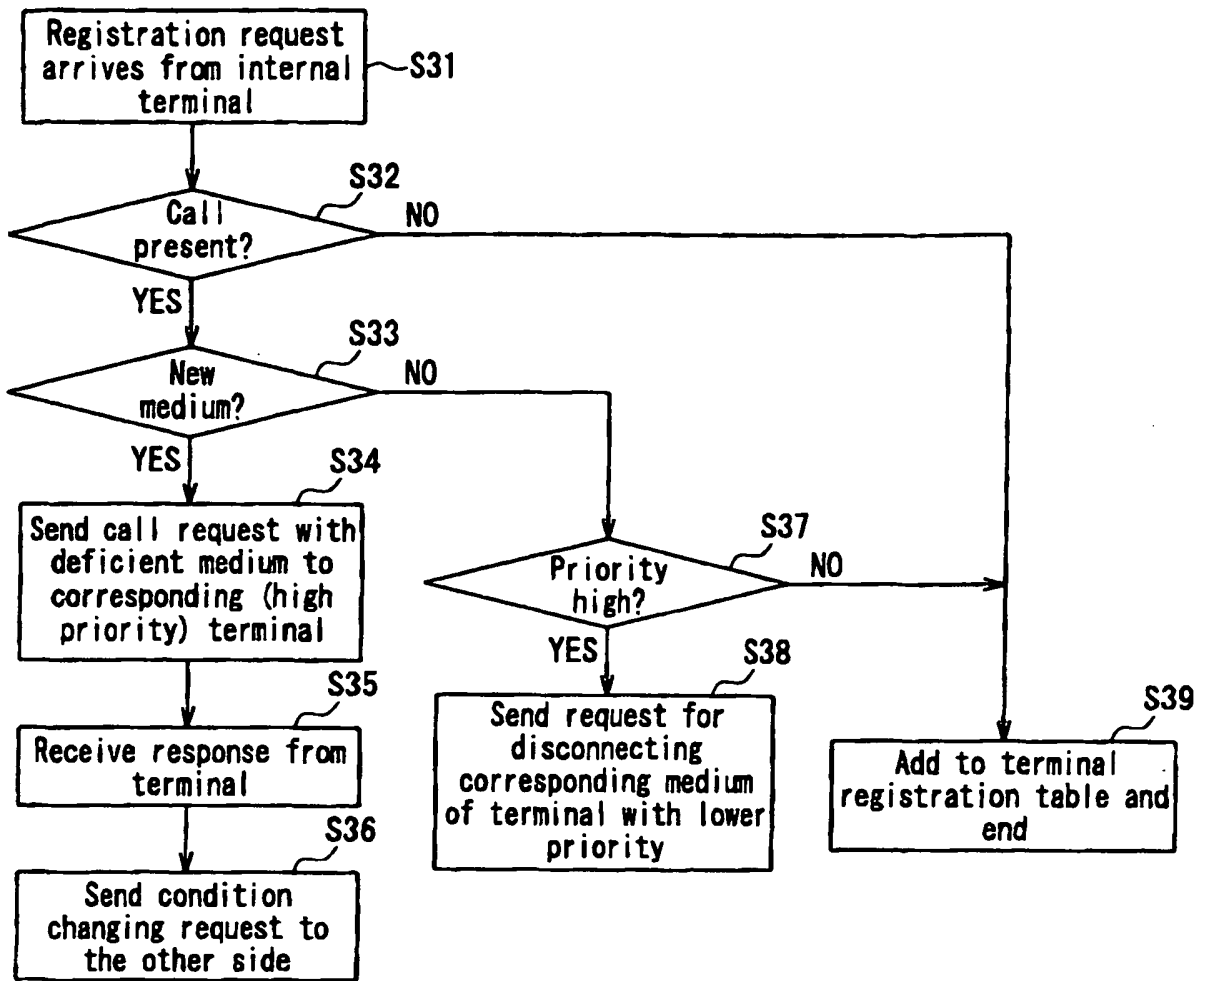 Registration request
arrives from internal
terminal
S31
S32
Call
present?
NO
YES
S33
New
medium?
NO
YES
S34
Send call request with
deficient medium to
corresponding (high
priority) terminal
S37
Priority
high?
NO
YES
S35
Receive response from
terminal
S38
Send request for
disconnecting
corresponding medium
of terminal with lower
priority
S39
Add to terminal
registration table and
end
S36
Send condition
changing request to
the other side